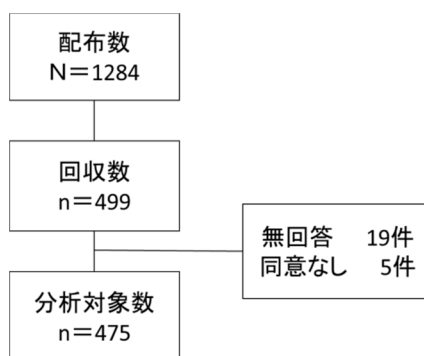 配布数
N＝1284
回収数
n＝499
無回答　19件
同意なし　5件
分析対象数
n＝475